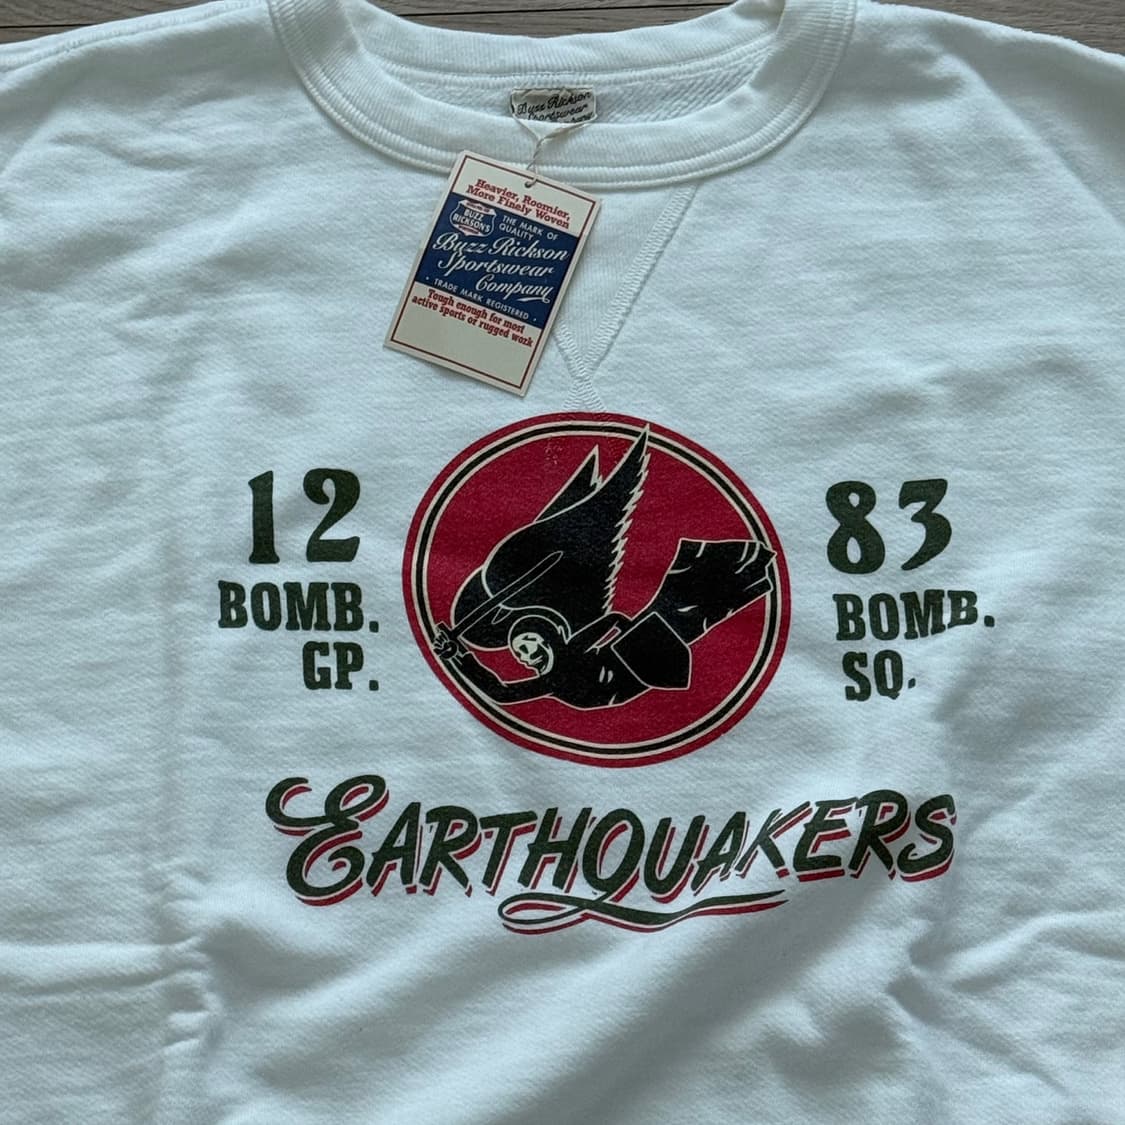 Buzz Rickson
Sportswear
Heavier, Roomier,
More Finely Woven
BUZZ
RICKSON'S
THE MARK OF
QUALITY
Buzz Rickson
Sportswear
Company
· TRADE MARK REGISTERED ·
Tough enough for most
active sports or rugged work
12
BOMB.
GP.
83
BOMB.
SQ.
EARTHQUAKERS